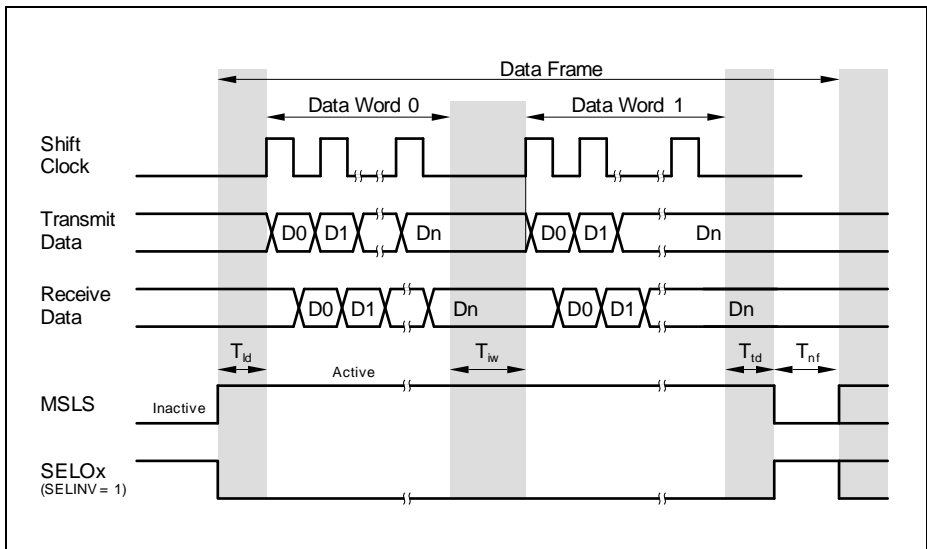 Data Frame
Data Word 0
Data Word 1
Shift
Clock
Transmit
Data
D0
D1
Dn
D0
D1
Dn
Receive
Data
D0
D1
Dn
D0
D1
Dn
Tld
Tiw
Ttd
Tnf
Active
MSLS
Inactive
SELOx
(SELINV = 1)